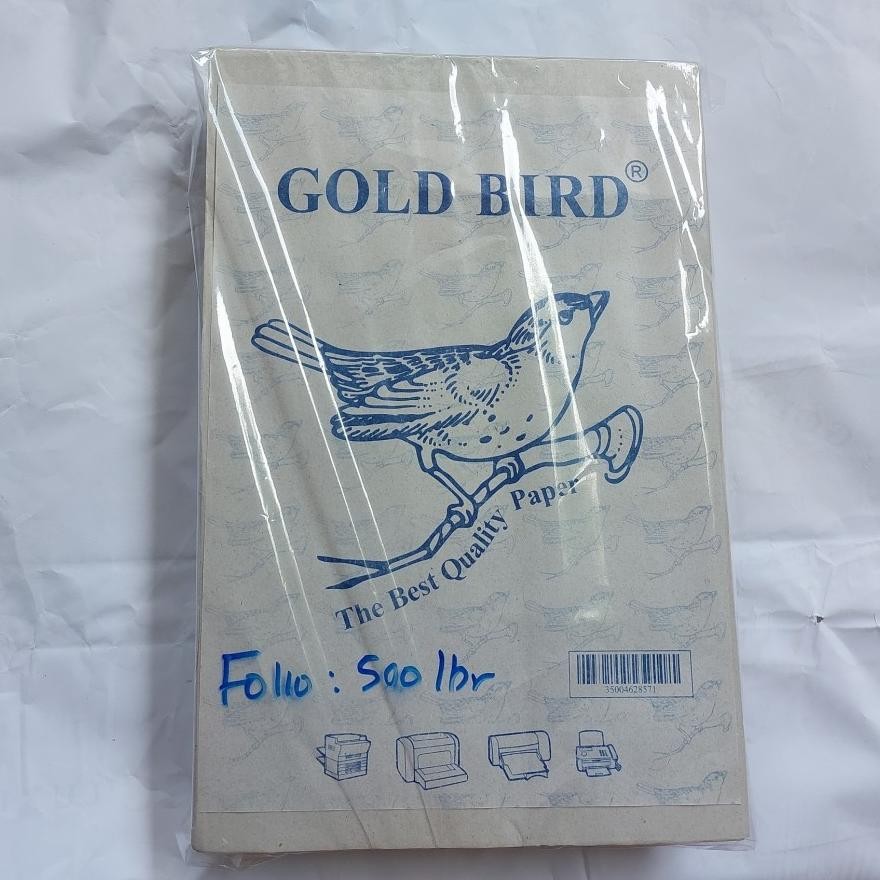 GOLD BIRD®
The Best Quality Paper
Folio : 500 lbr
35004628571